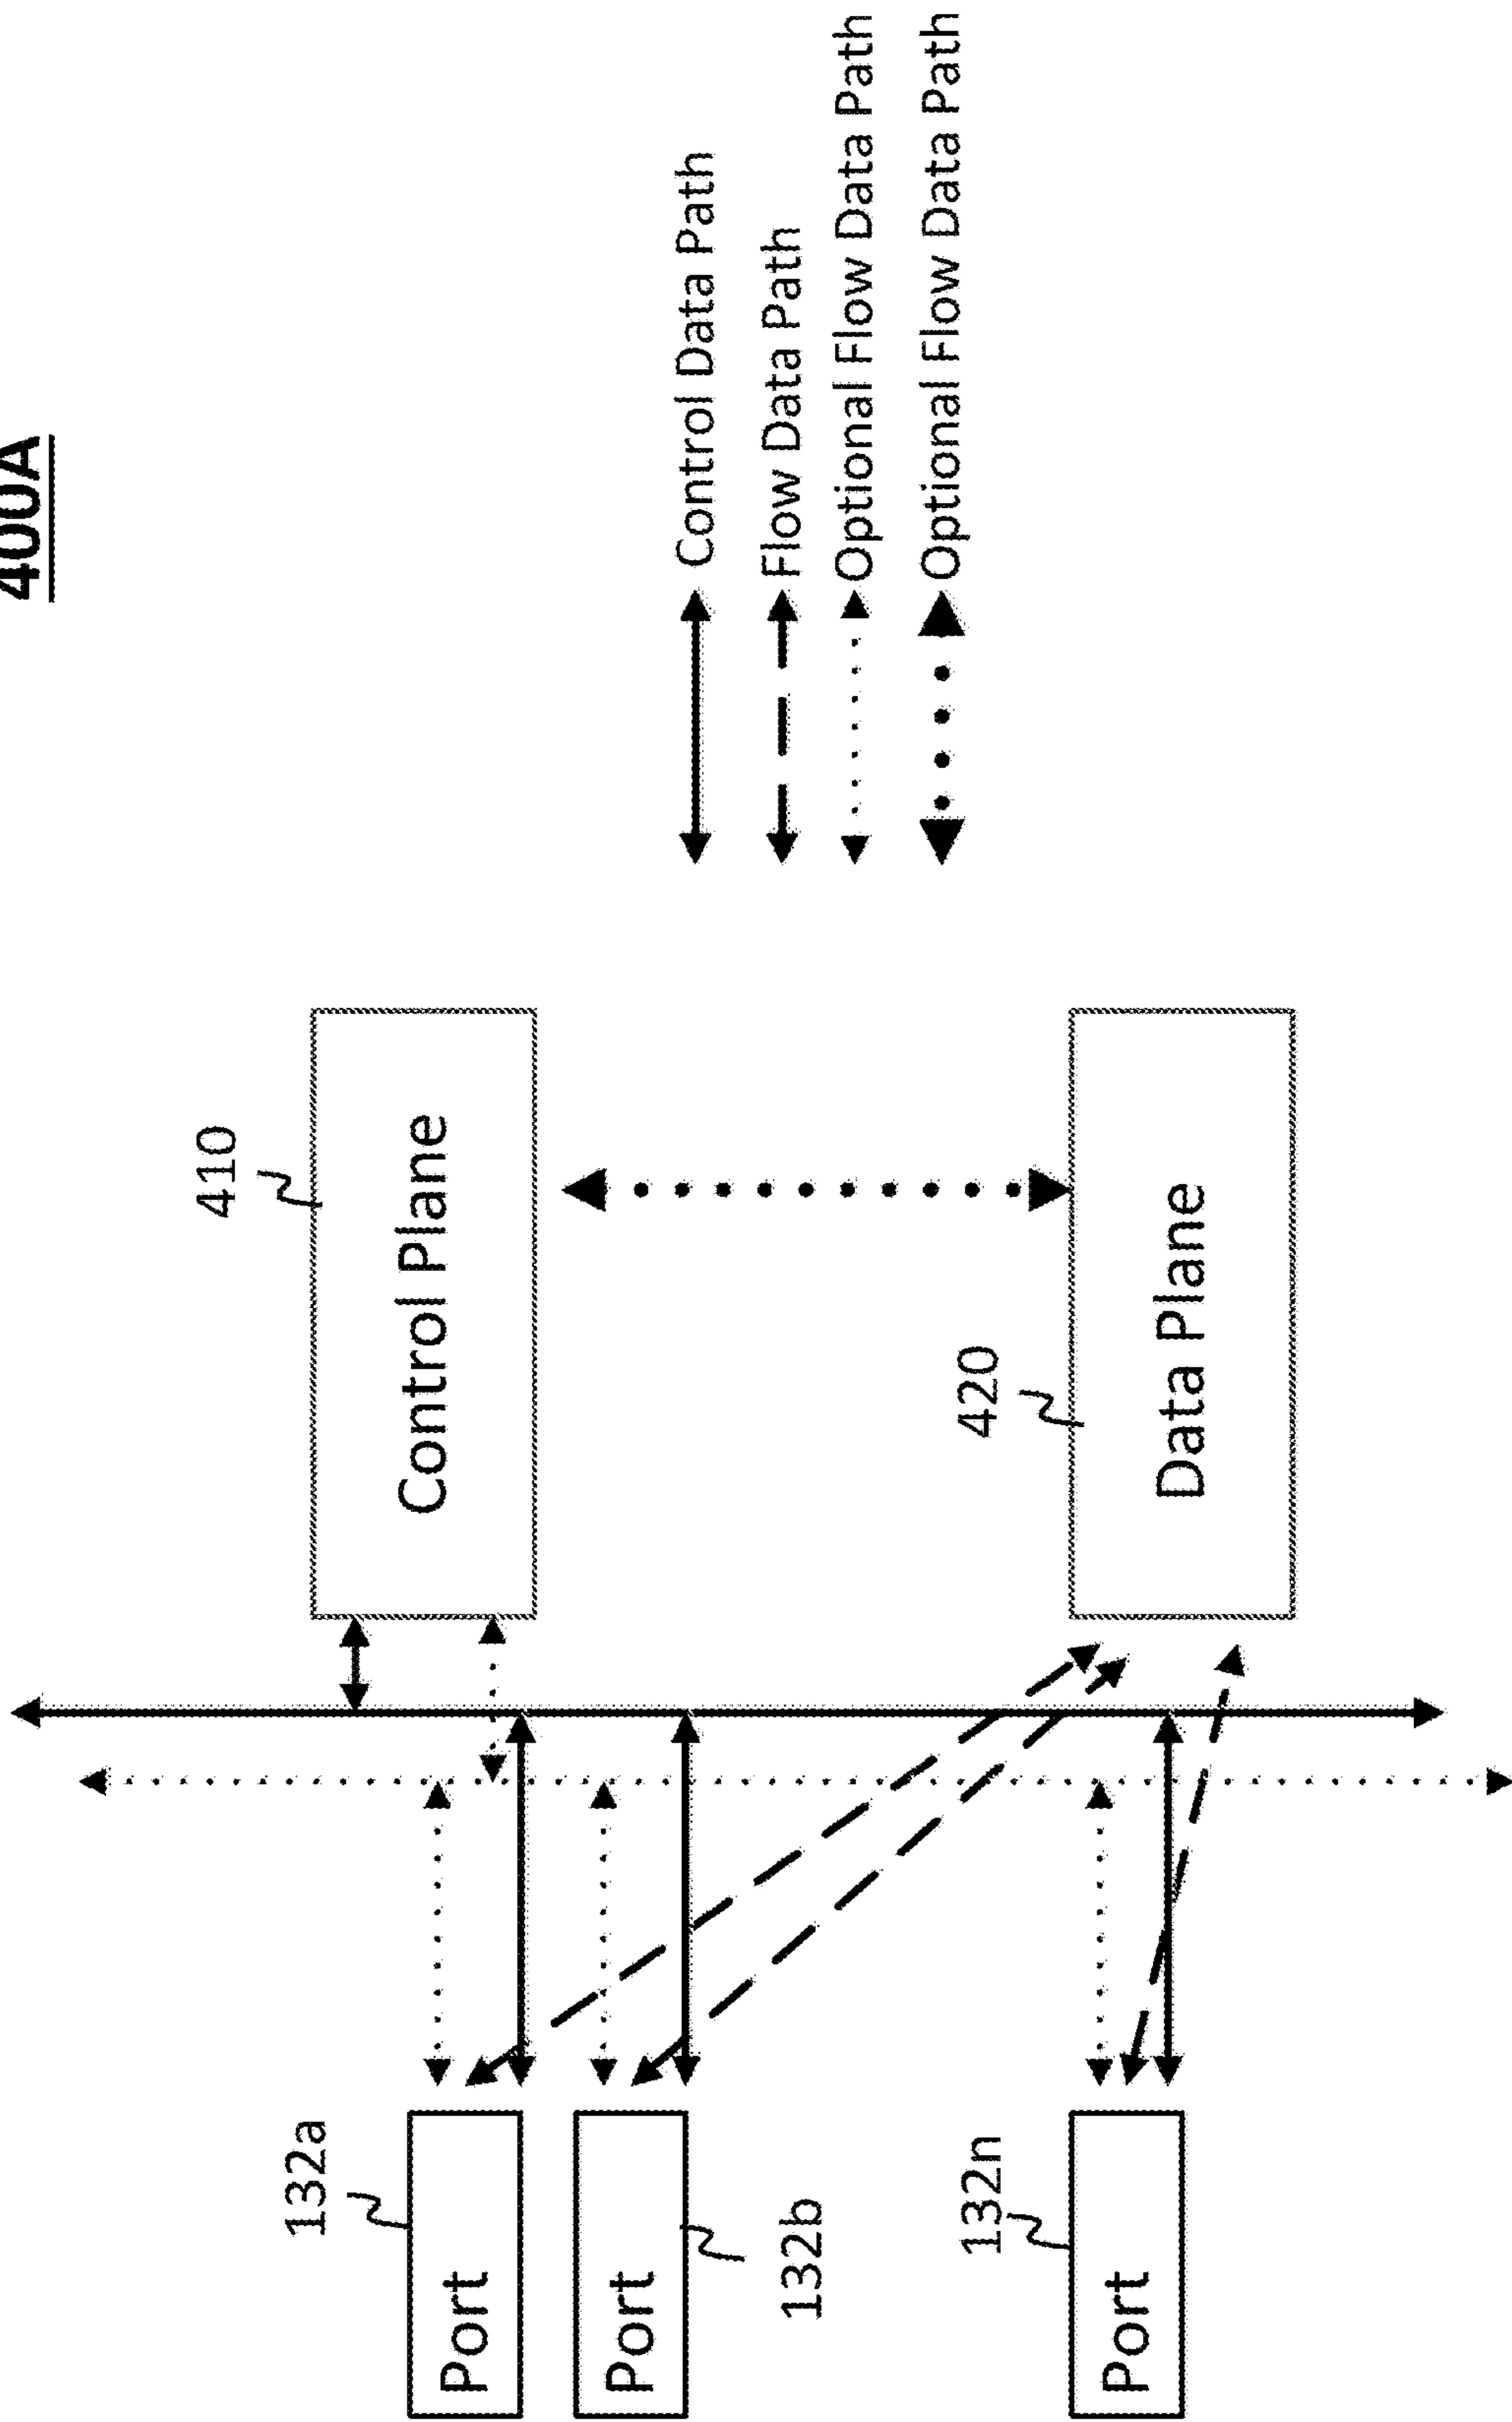 400A
410
Control Plane
420
Data Plane
132a
Port
132b
Port
132n
Port
Control Data Path
Flow Data Path
Optional Flow Data Path
Optional Flow Data Path